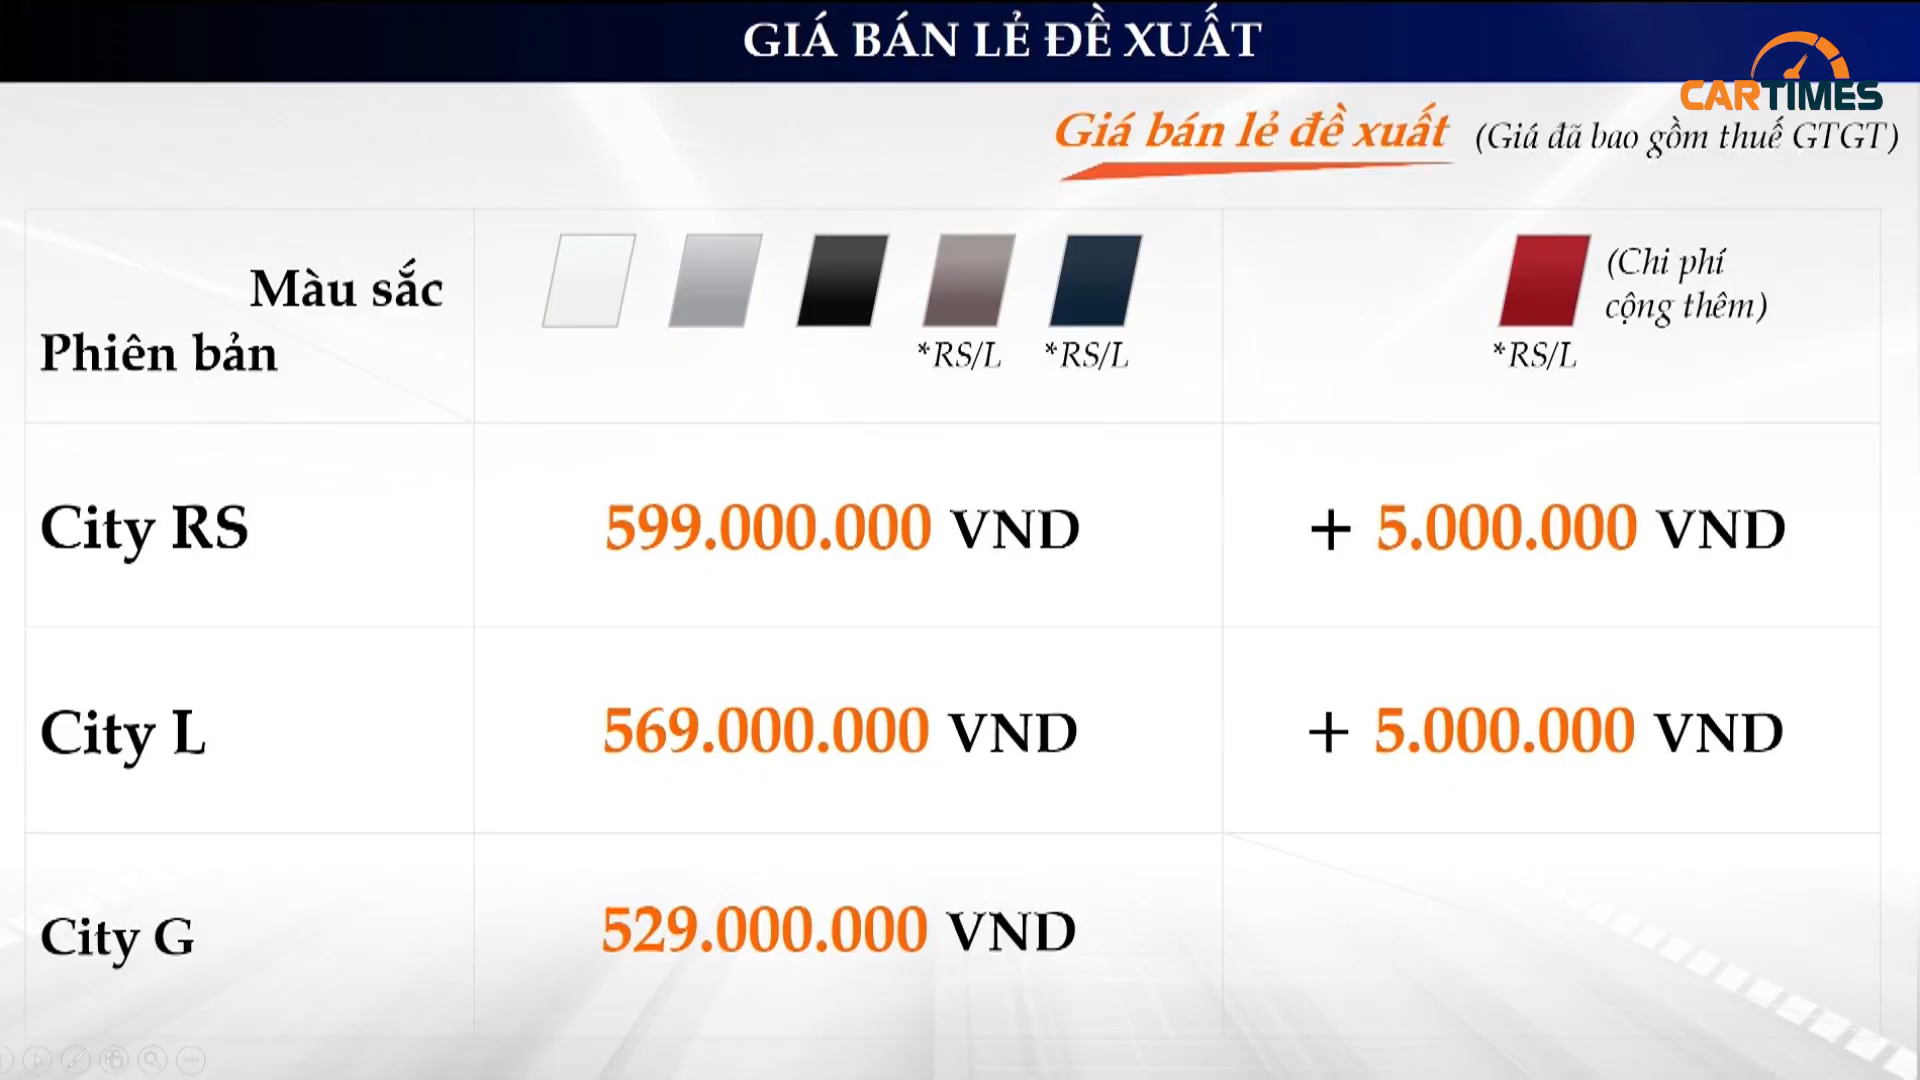 GIÁ BÁN LẺ ĐỀ XUẤT
CARTIMES
Giá bán lẻ đề xuất (Giá đã bao gồm thuế GTGT)
Màu sắc
Phiên bản
*RS/L *RS/L
(Chi phí
cộng thêm)
*RS/L
City RS 599.000.000 VND + 5.000.000 VND
City L 569.000.000 VND + 5.000.000 VND
City G 529.000.000 VND